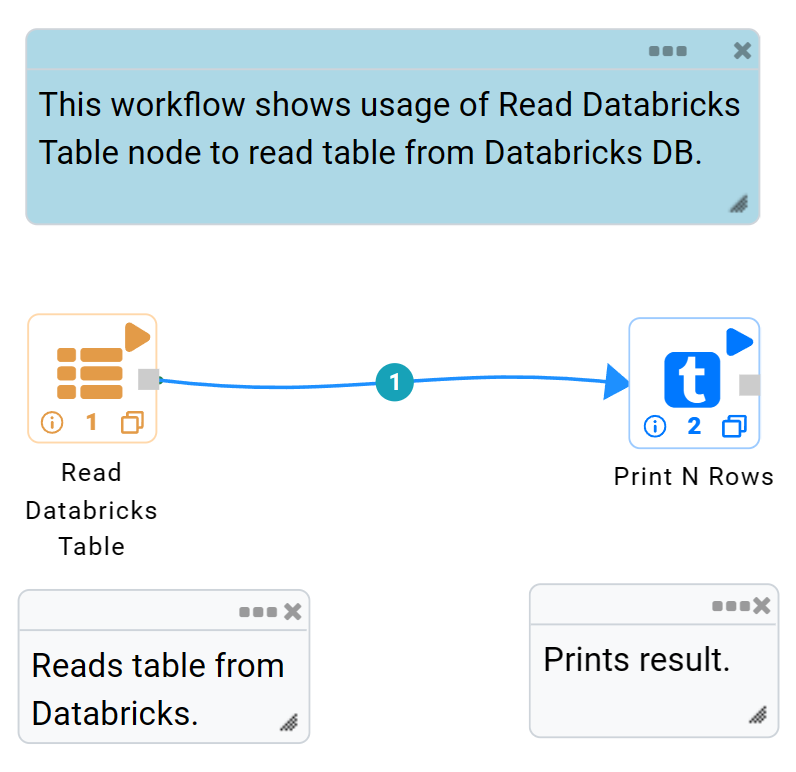 This workflow shows usage of Read Databricks
Table node to read table from Databricks DB.
1
t
1
2
Read
Databricks
Table
Print N Rows
Reads table from
Databricks.
Prints result.